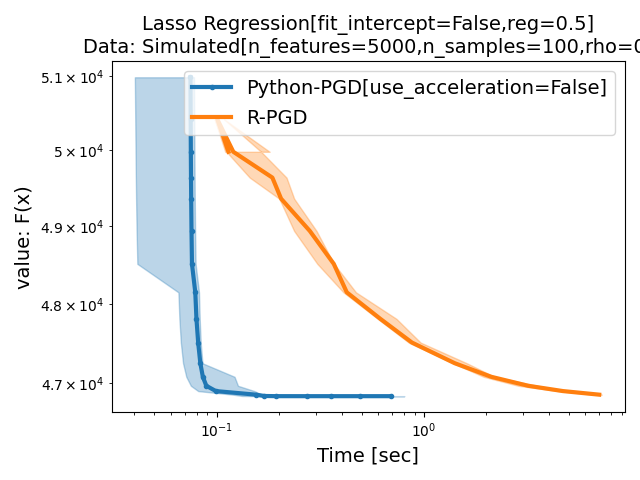 Lasso Regression[fit_intercept=False,reg=0.5]
Data: Simulated[n_features=5000,n_samples=100,rho=0
Python-PGD[use_acceleration=False]
R-PGD
value: F(x)
5.1 × 10⁴
5 × 10⁴
4.9 × 10⁴
4.8 × 10⁴
4.7 × 10⁴
10⁻¹
10⁰
Time [sec]